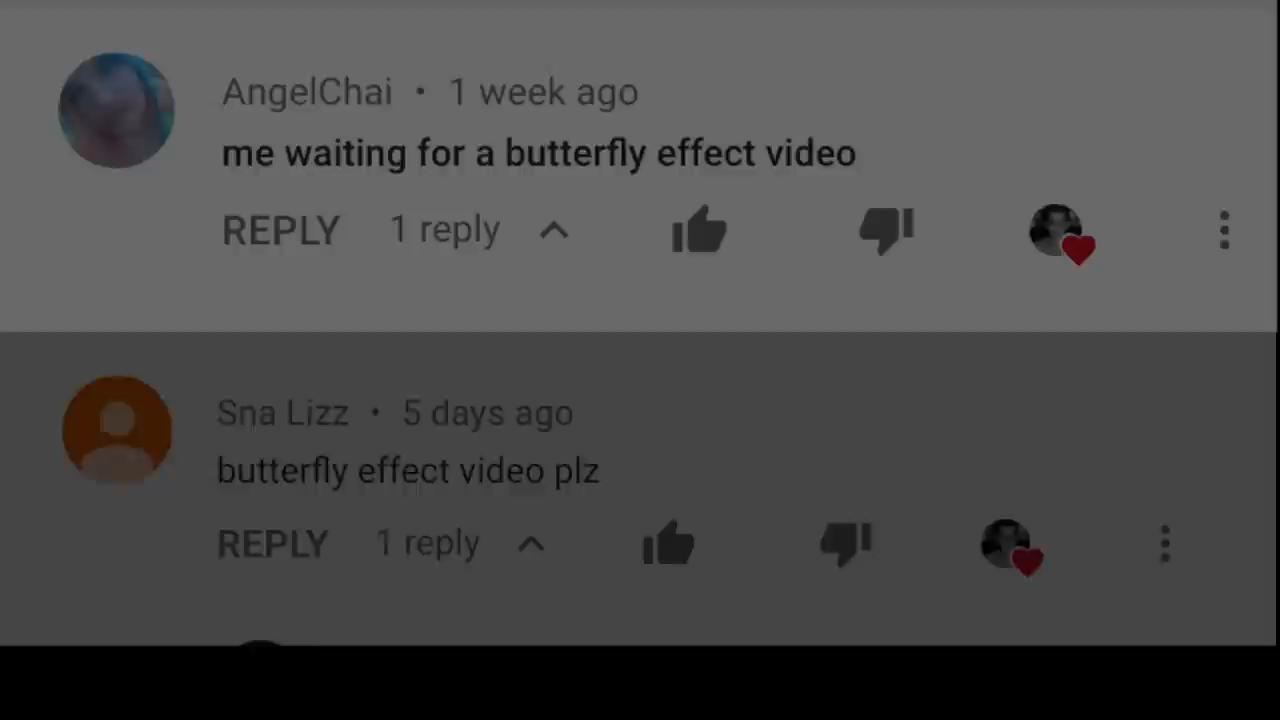 AngelChai • 1 week ago
me waiting for a butterfly effect video
REPLY 1 reply
Sna Lizz • 5 days ago
butterfly effect video plz
REPLY 1 reply